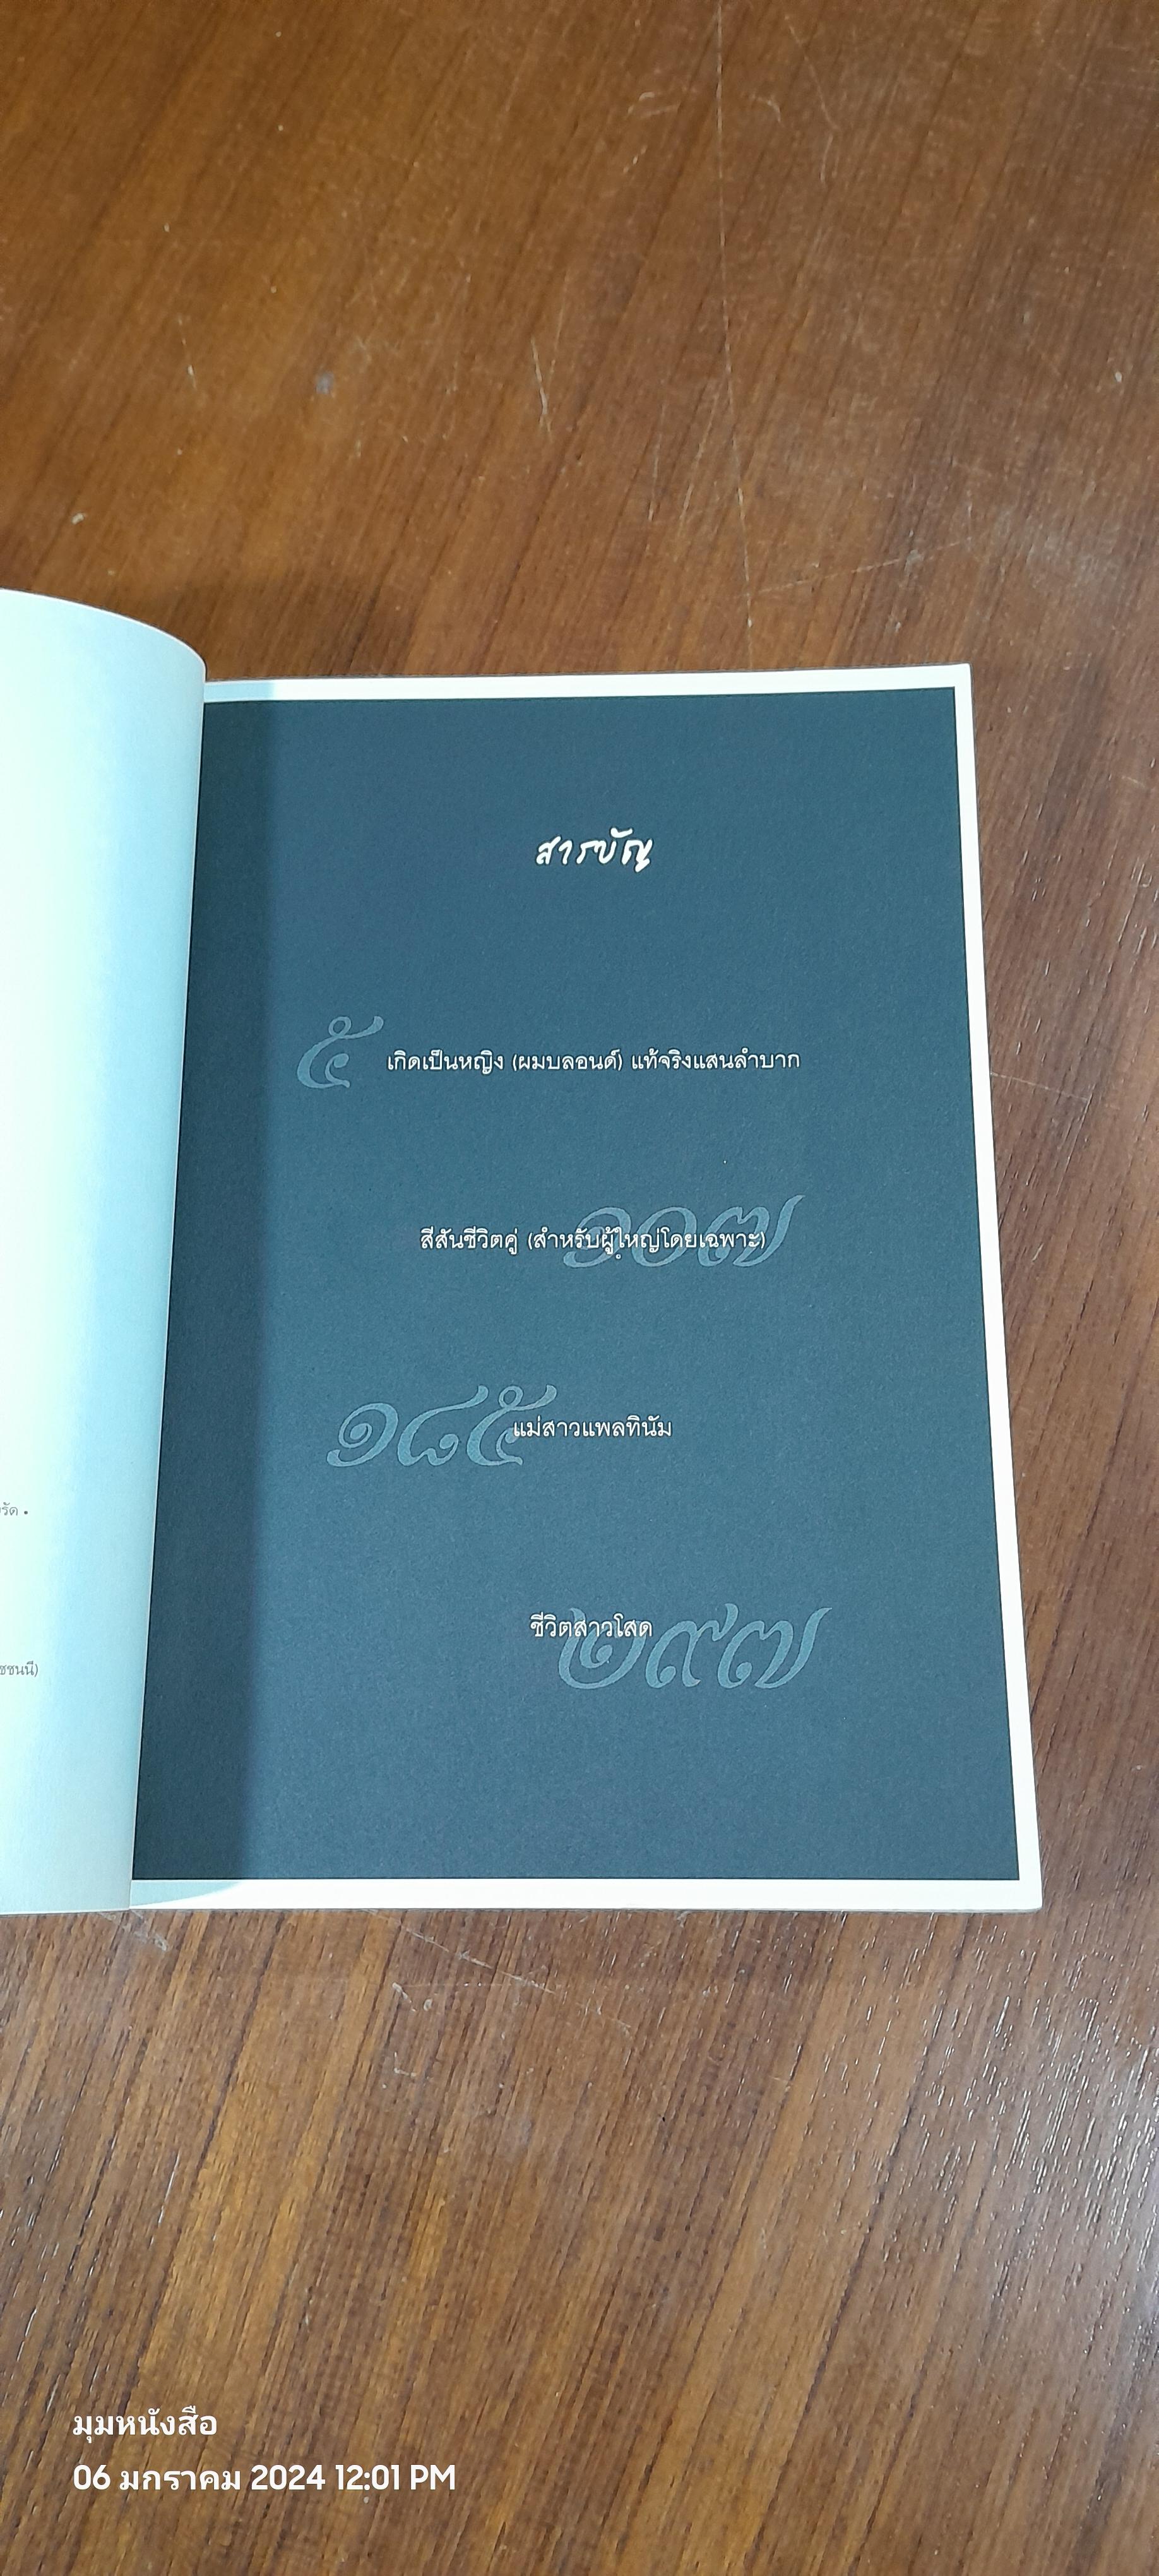 สารบัญ
๕
เกิดเป็นหญิง (ผมบลอนด์) แท้จริงแสนลำบาก
๑๐๗
สีสันชีวิตคู่ (สำหรับผู้ใหญ่โดยเฉพาะ)
๑๘๕
แม่สาวแพลทินัม
๒๙๗
ชีวิตสาวโสด
มุมหนังสือ
06 มกราคม 2024 12:01 PM